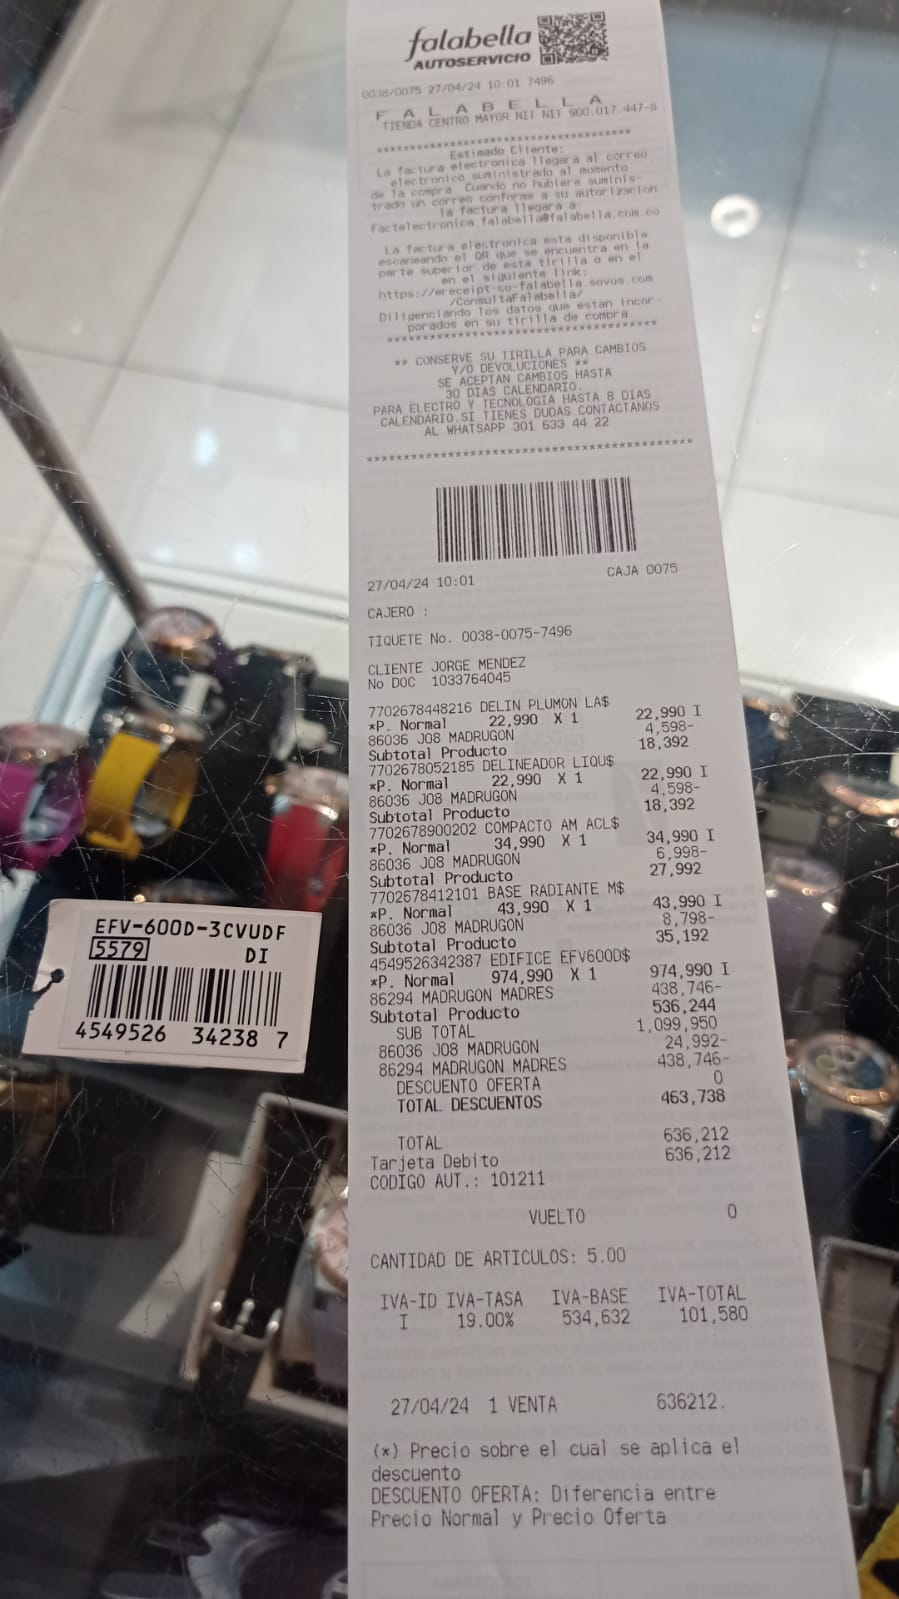 falabella
AUTOSERVICIO
0038/0075 27/04/24 10:01 7496
F A L A B E L L A
TIENDA CENTRO MAYOR NIT NIT 900.017.447-8
****************************************
Estimado Cliente:
La factura electronica llegara al correo
electronico suministrado al momento
de la compra. Cuando no hubiere suminis-
trado un correo conforme a su autorizacion
la factura llegara a:
Factelectronica_falabella@falabella.com.co
La factura electronica esta disponible
escaneando el QR que se encuentra en la
parte superior de esta tirilla o en el
en el siguiente link:
https://ereceipt-co-falabella.sovos.com
/ConsultaFalabella/
Diligenciando los datos que estan incor-
porados en su tirilla de compra.
****************************************
** CONSERVE SU TIRILLA PARA CAMBIOS
Y/O DEVOLUCIONES **
SE ACEPTAN CAMBIOS HASTA
30 DIAS CALENDARIO.
PARA ELECTRO Y TECNOLOGIA HASTA 8 DIAS
CALENDARIO.SI TIENES DUDAS CONTACTANOS
AL WHATSAPP 301 633 44 22
****************************************
27/04/24 10:01 CAJA 0075
CAJERO :
TIQUETE No. 0038-0075-7496
CLIENTE JORGE MENDEZ
No DOC 1033764045
7702678448216 DELIN PLUMON LA$
*P. Normal 22,990 X 1 22,990 I
86036 J08 MADRUGON 4,598-
Subtotal Producto 18,392
7702678052185 DELINEADOR LIQU$
*P. Normal 22,990 X 1 22,990 I
86036 J08 MADRUGON 4,598-
Subtotal Producto 18,392
7702678900202 COMPACTO AM ACL$
*P. Normal 34,990 X 1 34,990 I
86036 J08 MADRUGON 6,998-
Subtotal Producto 27,992
7702678412101 BASE RADIANTE M$
*P. Normal 43,990 X 1 43,990 I
86036 J08 MADRUGON 8,798-
Subtotal Producto 35,192
4549526342387 EDIFICE EFV600D$
*P. Normal 974,990 X 1 974,990 I
86294 MADRUGON MADRES 438,746-
Subtotal Producto 536,244
SUB TOTAL 1,099,950
86036 J08 MADRUGON 24,992-
86294 MADRUGON MADRES 438,746-
DESCUENTO OFERTA 0
TOTAL DESCUENTOS 463,738
TOTAL 636,212
Tarjeta Debito 636,212
CODIGO AUT.: 101211
VUELTO 0
CANTIDAD DE ARTICULOS: 5.00
IVA-ID IVA-TASA IVA-BASE IVA-TOTAL
I 19.00% 534,632 101,580
27/04/24 1 VENTA 636212.
(*) Precio sobre el cual se aplica el
descuento
DESCUENTO OFERTA: Diferencia entre
Precio Normal y Precio Oferta
EFV-600D-3CVUDF
5579 DI
4549526 34238 7